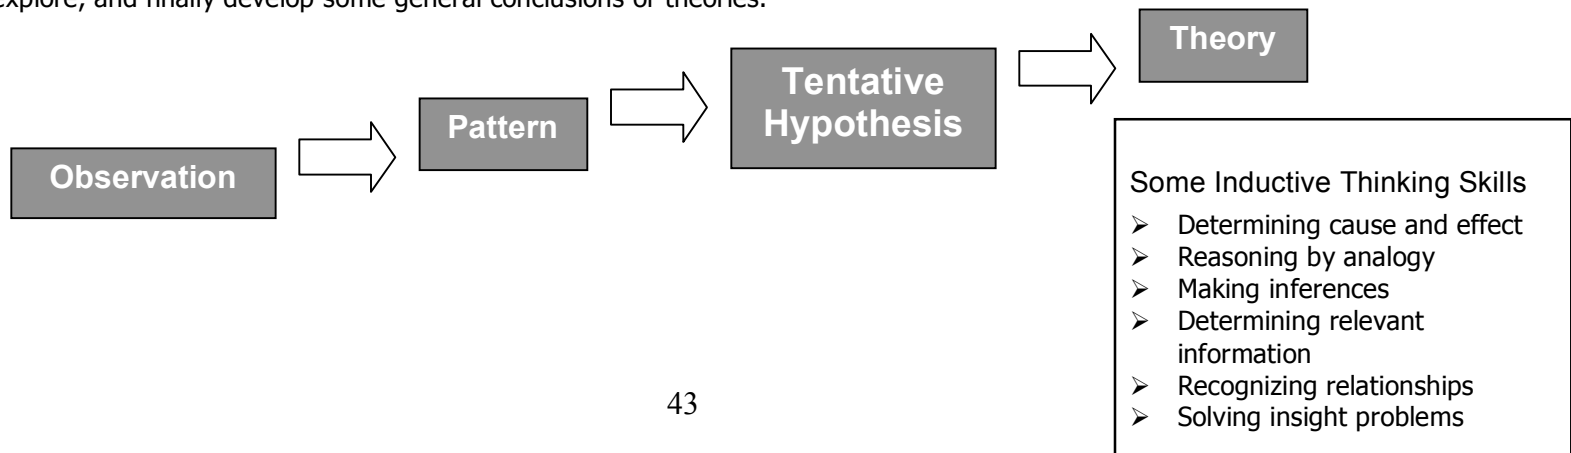 explore, and finally develop some general conclusions or theories.
Observation
Pattern
Tentative
Hypothesis
Theory
Some Inductive Thinking Skills
➢ Determining cause and effect
➢ Reasoning by analogy
➢ Making inferences
➢ Determining relevant
information
➢ Recognizing relationships
➢ Solving insight problems
43